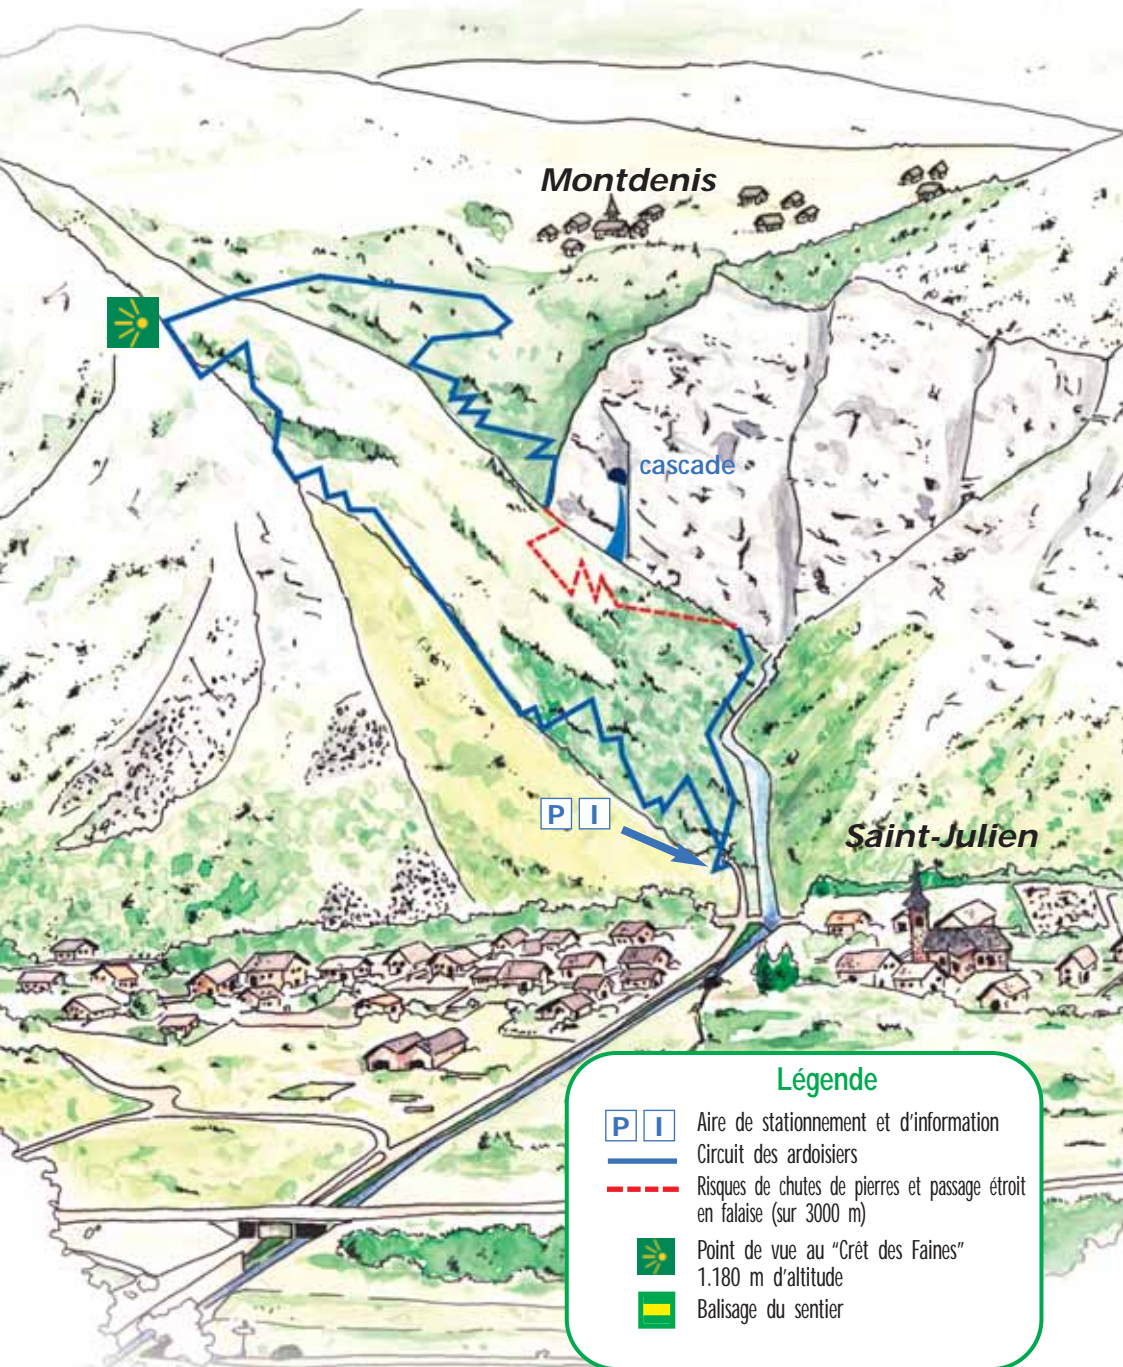 Montdenis
cascade
P I
Saint-Julien
Légende
P I Aire de stationnement et d'information
Circuit des ardoisiers
Risques de chutes de pierres et passage étroit
en falaise (sur 3000 m)
Point de vue au "Crêt des Faines"
1.180 m d'altitude
Balisage du sentier